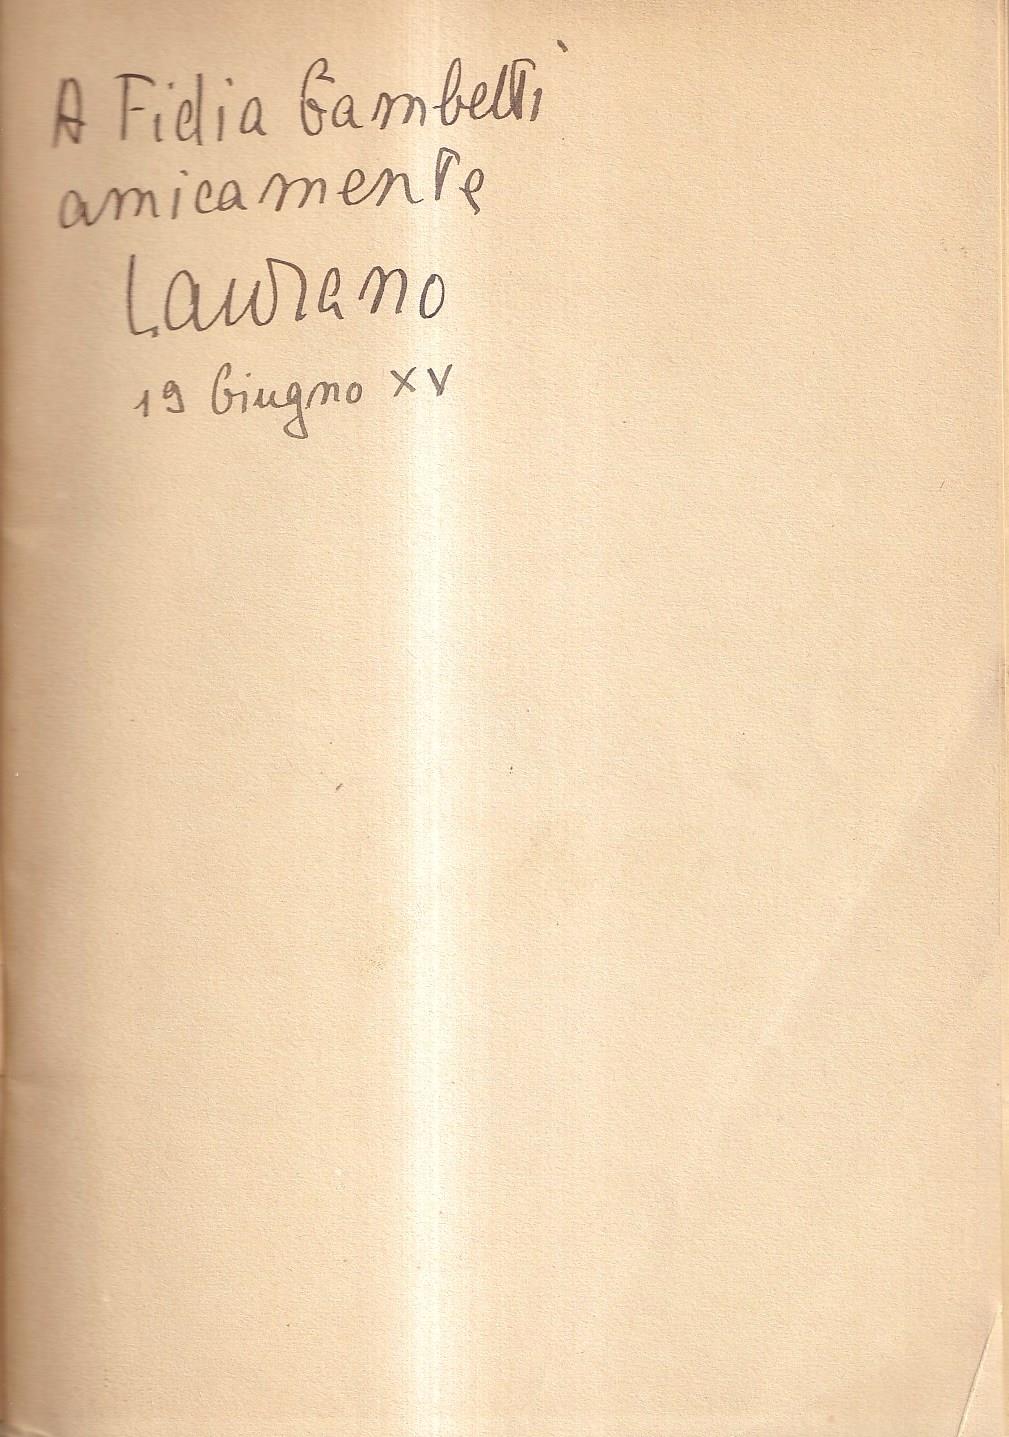 A Fidia Gambetti
amicamente
Laurano
19 Giugno XV